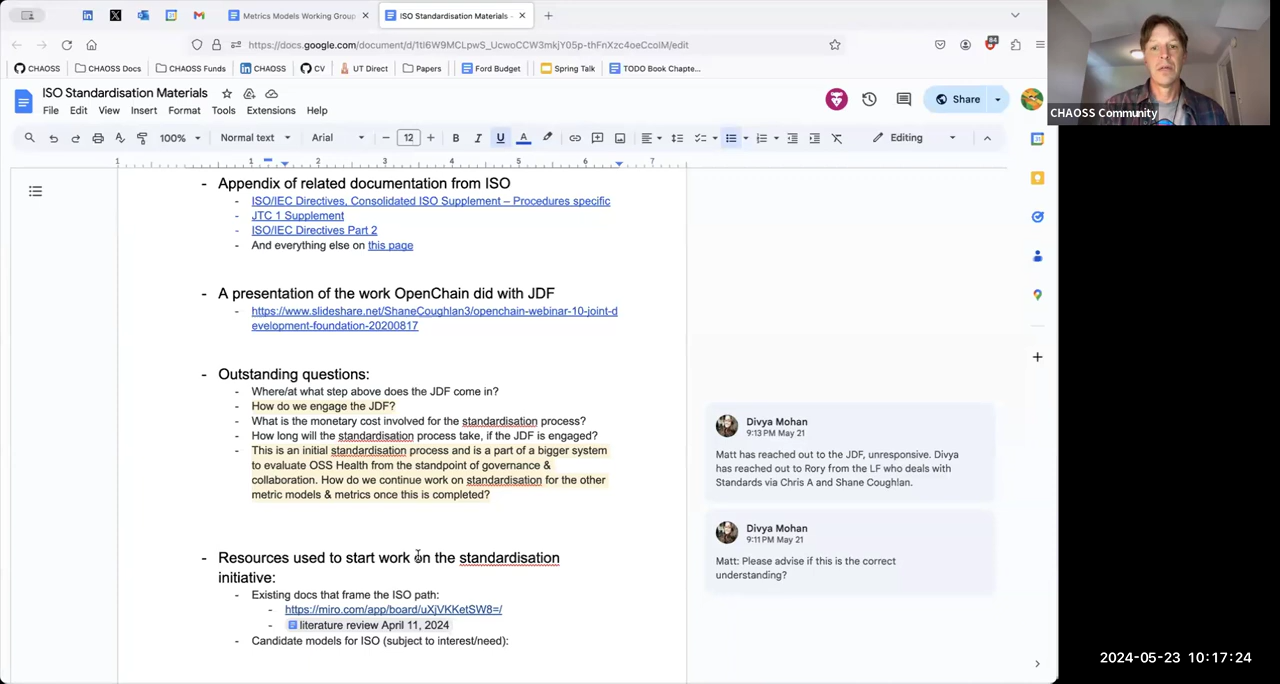 Metrics Models Working Group
ISO Standardisation Materials -
https://docs.google.com/document/d/1tI6W9MCLpwS_UcwoCCW3mkjY05p-thFnXzc4oeCcoIM/edit
84
CHAOSS
CHAOSS Docs
CHAOSS Funds
CHAOSS
CV
UT Direct
Papers
Ford Budget
Spring Talk
TODO Book Chapte...
ISO Standardisation Materials
File Edit View Insert Format Tools Extensions Help
Share
CHAOSS Community
100%
Normal text
Arial
12
B I U A
Editing
1 1 2 3 4 5 6 7
- Appendix of related documentation from ISO
- ISO/IEC Directives, Consolidated ISO Supplement – Procedures specific
- JTC 1 Supplement
- ISO/IEC Directives Part 2
- And everything else on this page
- A presentation of the work OpenChain did with JDF
- https://www.slideshare.net/ShaneCoughlan3/openchain-webinar-10-joint-d
evelopment-foundation-20200817
- Outstanding questions:
- Where/at what step above does the JDF come in?
- How do we engage the JDF?
- What is the monetary cost involved for the standardisation process?
- How long will the standardisation process take, if the JDF is engaged?
- This is an initial standardisation process and is a part of a bigger system
to evaluate OSS Health from the standpoint of governance &
collaboration. How do we continue work on standardisation for the other
metric models & metrics once this is completed?
- Resources used to start work on the standardisation
initiative:
- Existing docs that frame the ISO path:
- https://miro.com/app/board/uXjVKKetSW8=/
- literature review April 11, 2024
- Candidate models for ISO (subject to interest/need):
Divya Mohan
9:13 PM May 21
Matt has reached out to the JDF, unresponsive. Divya
has reached out to Rory from the LF who deals with
Standards via Chris A and Shane Coughlan.
Divya Mohan
9:11 PM May 21
Matt: Please advise if this is the correct
understanding?
2024-05-23 10:17:24